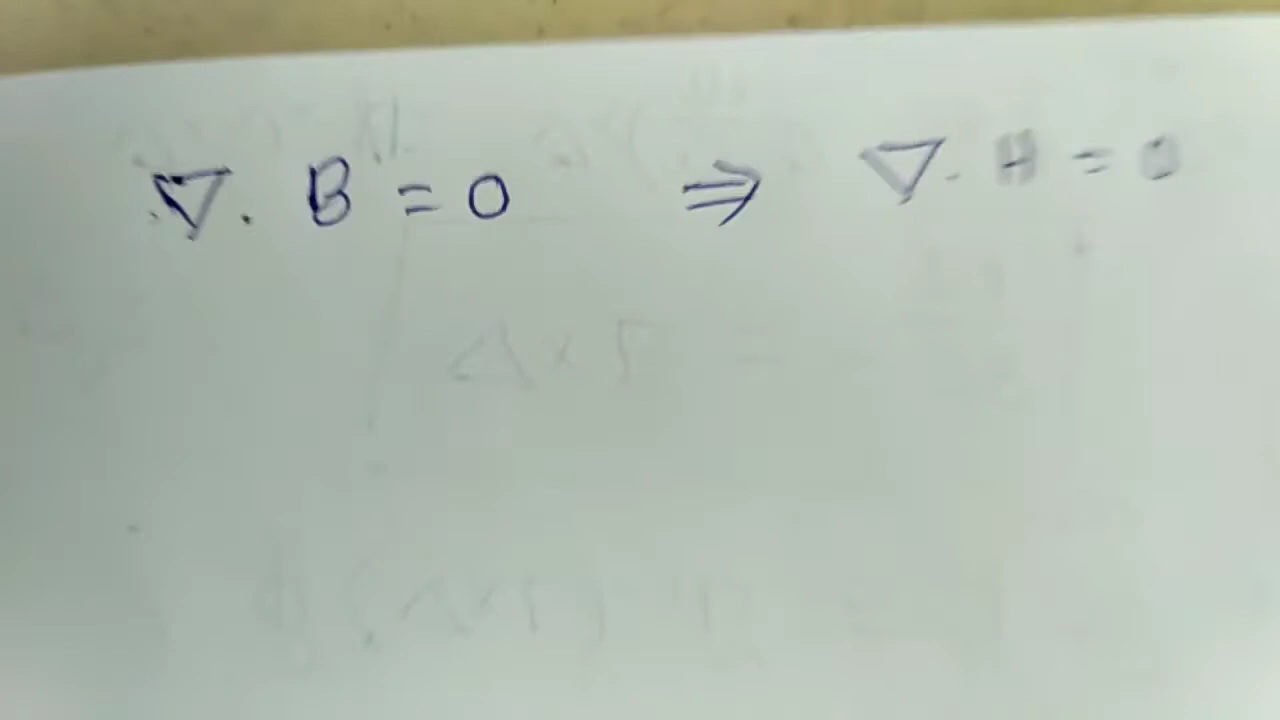 ∇. B = 0 ⇒ ∇. H = 0